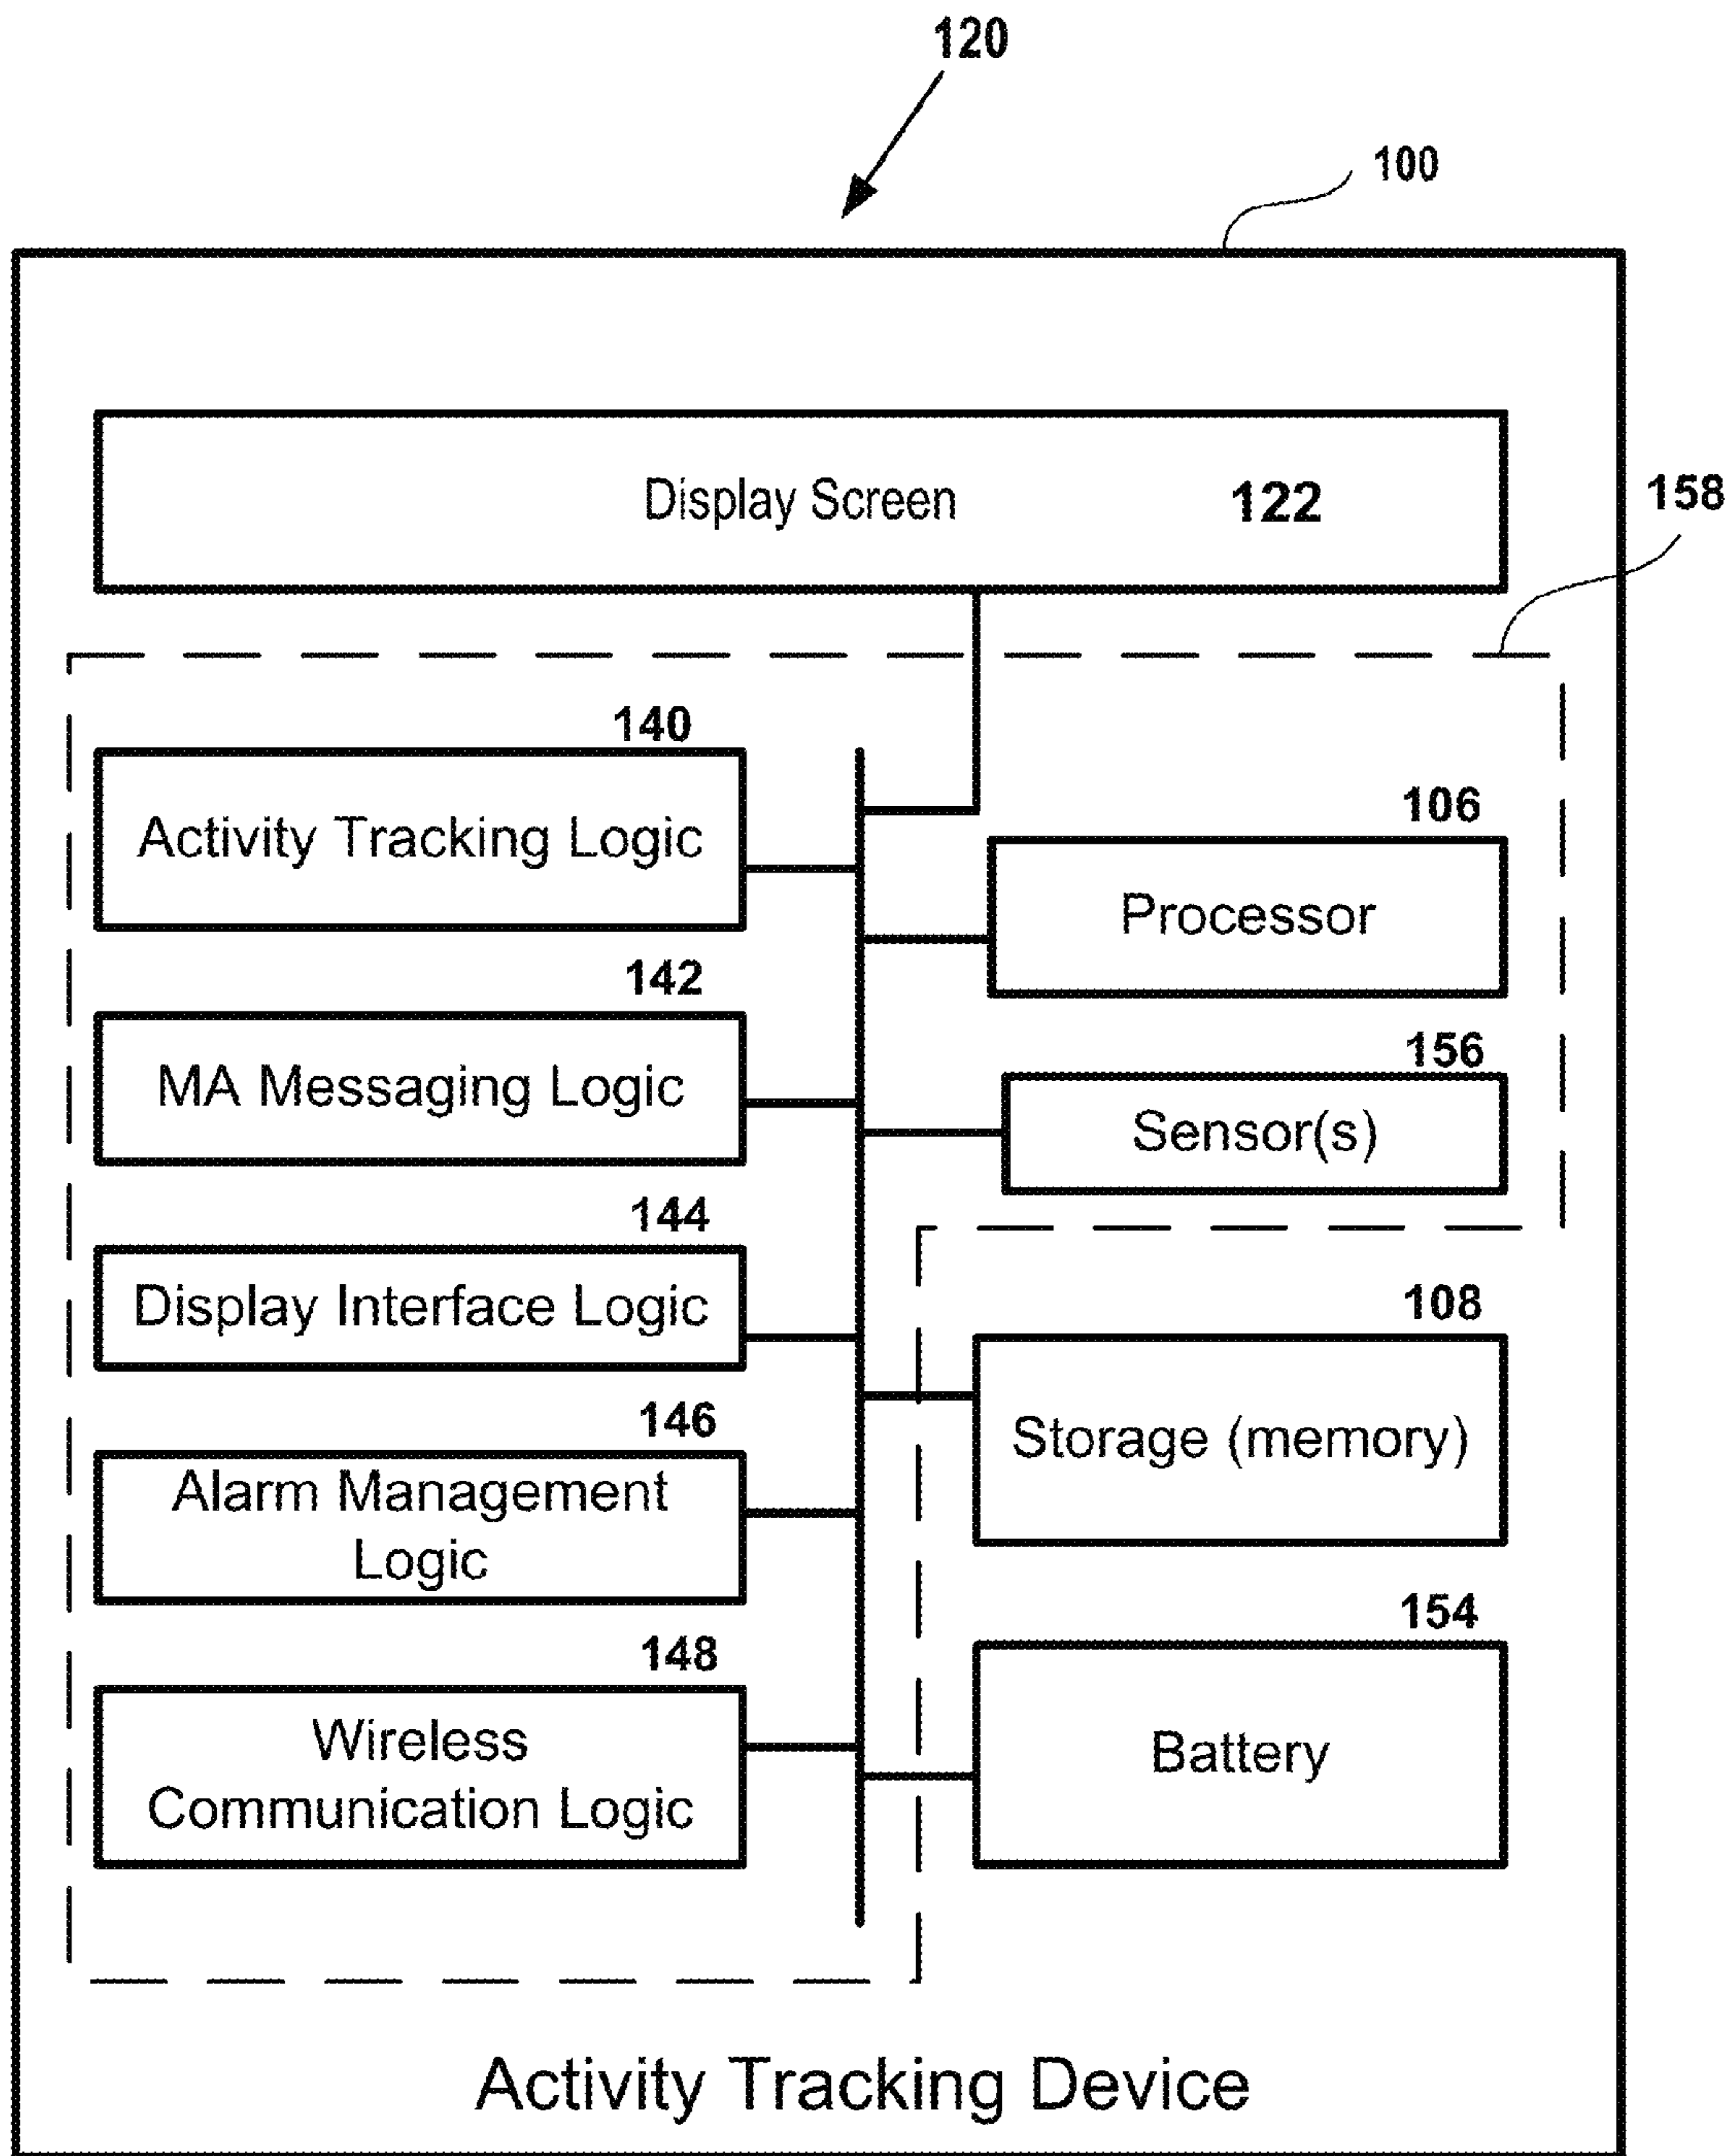 120
100
Display Screen 122
158
140
Activity Tracking Logic
106
Processor
142
MA Messaging Logic
156
Sensor(s)
144
Display Interface Logic
108
Storage (memory)
146
Alarm Management
Logic
154
Battery
148
Wireless
Communication Logic
Activity Tracking Device